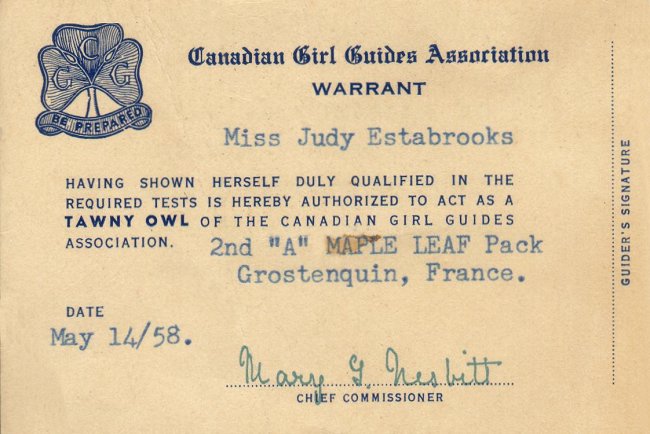 C
G G
BE PREPARED
Canadian Girl Guides Association
WARRANT
Miss Judy Estabrooks
HAVING SHOWN HERSELF DULY QUALIFIED IN THE
REQUIRED TESTS IS HEREBY AUTHORIZED TO ACT AS A
TAWNY OWL OF THE CANADIAN GIRL GUIDES
ASSOCIATION. 2nd "A" MAPLE LEAF Pack
Grostenquin, France.
DATE
May 14/58.
Mary G. Nesbitt
CHIEF COMMISSIONER
GUIDER'S SIGNATURE